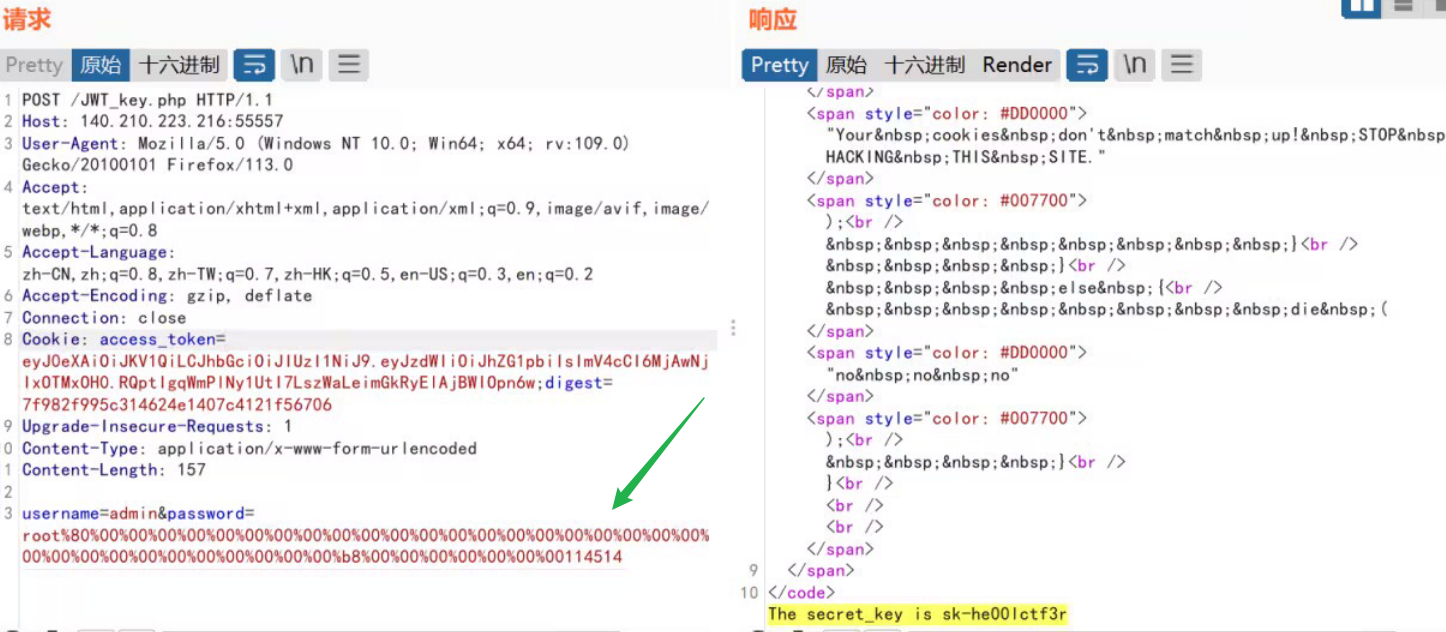 请求
Pretty 原始 十六进制 \n
1 POST /JWT_key.php HTTP/1.1
2 Host: 140.210.223.216:55557
3 User-Agent: Mozilla/5.0 (Windows NT 10.0; Win64; x64; rv:109.0)
Gecko/20100101 Firefox/113.0
4 Accept:
text/html,application/xhtml+xml,application/xml;q=0.9,image/avif,image/
webp,*/*;q=0.8
5 Accept-Language:
zh-CN,zh;q=0.8,zh-TW;q=0.7,zh-HK;q=0.5,en-US;q=0.3,en;q=0.2
6 Accept-Encoding: gzip, deflate
7 Connection: close
8 Cookie: access_token=
eyJ0eXAiOiJKV1QiLCJhbGciOiJIUzI1NiJ9.eyJzdWIiOiJhZG1pbiIsImV4cCI6MjAwNj
IxOTMxOH0.RQptIgqWmPlNy1UtI7LszWaLeimGkRyElAjBWlOpn6w;digest=
7f982f995c314624e1407c4121f56706
9 Upgrade-Insecure-Requests: 1
0 Content-Type: application/x-www-form-urlencoded
1 Content-Length: 157
2
3 username=admin&password=
root%80%00%00%00%00%00%00%00%00%00%00%00%00%00%00%00%00%00%00%00%00%00%00
%00%00%00%00%00%00%00%00%00%00%00%b8%00%00%00%00%00%00%00114514
响应
Pretty 原始 十六进制 Render \n
</span>
<span style="color: #DD0000">
"Your&nbsp;cookies&nbsp;don't&nbsp;match&nbsp;up!&nbsp;STOP&nbsp
HACKING&nbsp;THIS&nbsp;SITE."
</span>
<span style="color: #007700">
);<br />
&nbsp;&nbsp;&nbsp;&nbsp;&nbsp;&nbsp;&nbsp;&nbsp;}<br />
&nbsp;&nbsp;&nbsp;&nbsp;}<br />
&nbsp;&nbsp;&nbsp;&nbsp;else&nbsp;{<br />
&nbsp;&nbsp;&nbsp;&nbsp;&nbsp;&nbsp;&nbsp;&nbsp;die&nbsp;(
</span>
<span style="color: #DD0000">
"no&nbsp;no&nbsp;no"
</span>
<span style="color: #007700">
);<br />
&nbsp;&nbsp;&nbsp;&nbsp;}<br />
}<br />
<br />
<br />
</span>
9 </span>
10 </code>
The secret_key is sk-he00lctf3r